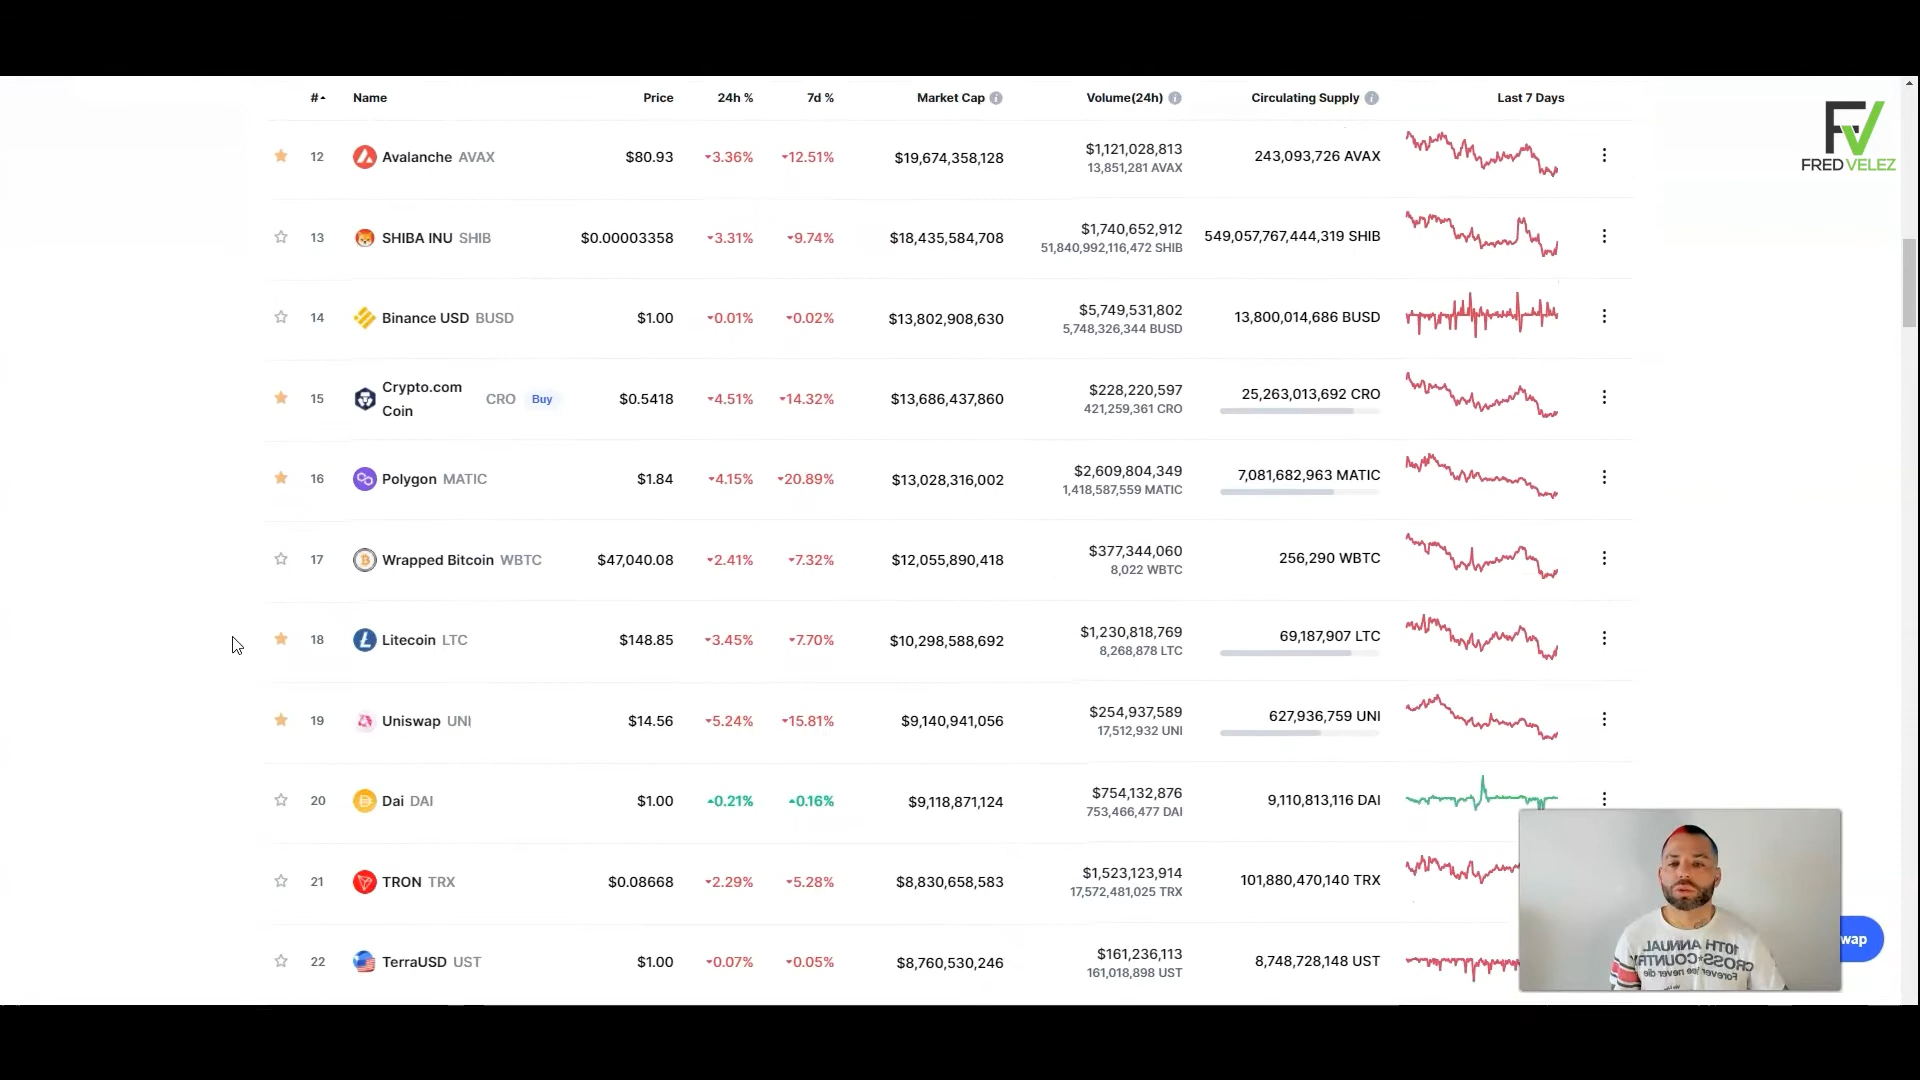 # Name Price 24h % 7d % Market Cap Volume(24h) Circulating Supply Last 7 Days
FV
FRED VELEZ
12 Avalanche AVAX $80.93 3.36% 12.51% $19,674,358,128 $1,121,028,813 243,093,726 AVAX
13,851,281 AVAX
13 SHIBA INU SHIB $0.00003358 3.31% 9.74% $18,435,584,708 $1,740,652,912 549,057,767,444,319 SHIB
51,840,992,116,472 SHIB
14 Binance USD BUSD $1.00 0.01% 0.02% $13,802,908,630 $5,749,531,802 13,800,014,686 BUSD
5,748,326,344 BUSD
15 Crypto.com Coin CRO Buy $0.5418 4.51% 14.32% $13,686,437,860 $228,220,597 25,263,013,692 CRO
421,259,361 CRO
16 Polygon MATIC $1.84 4.15% 20.89% $13,028,316,002 $2,609,804,349 7,081,682,963 MATIC
1,418,587,559 MATIC
17 Wrapped Bitcoin WBTC $47,040.08 2.41% 7.32% $12,055,890,418 $377,344,060 256,290 WBTC
8,022 WBTC
18 Litecoin LTC $148.85 3.45% 7.70% $10,298,588,692 $1,230,818,769 69,187,907 LTC
8,268,878 LTC
19 Uniswap UNI $14.56 5.24% 15.81% $9,140,941,056 $254,937,589 627,936,759 UNI
17,512,932 UNI
20 Dai DAI $1.00 0.21% 0.16% $9,118,871,124 $754,132,876 9,110,813,116 DAI
753,466,477 DAI
21 TRON TRX $0.08668 2.29% 5.28% $8,830,658,583 $1,523,123,914 101,880,470,140 TRX
17,572,481,025 TRX
22 TerraUSD UST $1.00 0.07% 0.05% $8,760,530,246 $161,236,113 8,748,728,148 UST
161,018,898 UST
wap
10TH ANNUAL
CROSS COUNTRY